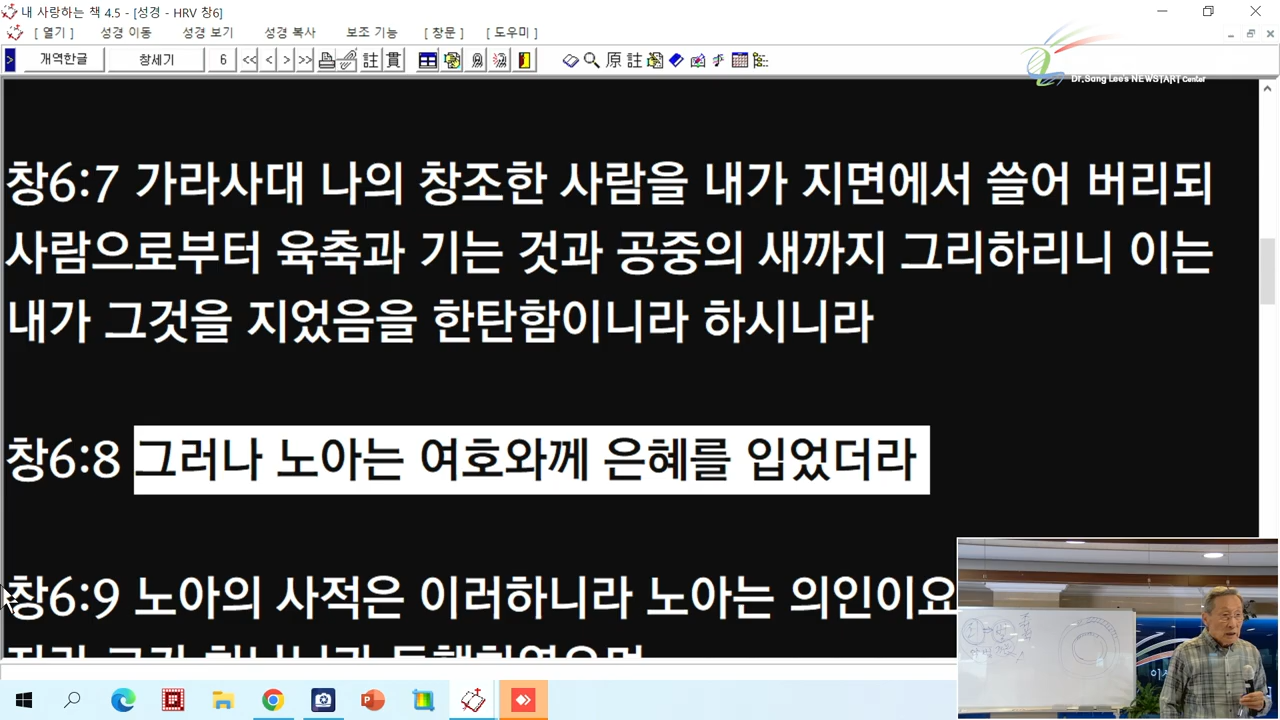 내 사랑하는 책 4.5 - [성경 - HRV 창6]
[ 열기 ] 성경 이동 성경 보기 성경 복사 보조 기능 [ 창문 ] [ 도우미 ]
> 개역한글 창세기 6 << < > >> 註 貫 原 註
Dr.Sang Lee's NEWSTART Center
창6:7 가라사대 나의 창조한 사람을 내가 지면에서 쓸어 버리되
사람으로부터 육축과 기는 것과 공중의 새까지 그리하리니 이는
내가 그것을 지었음을 한탄함이니라 하시니라
창6:8 그러나 노아는 여호와께 은혜를 입었더라
창6:9 노아의 사적은 이러하니라 노아는 의인이요